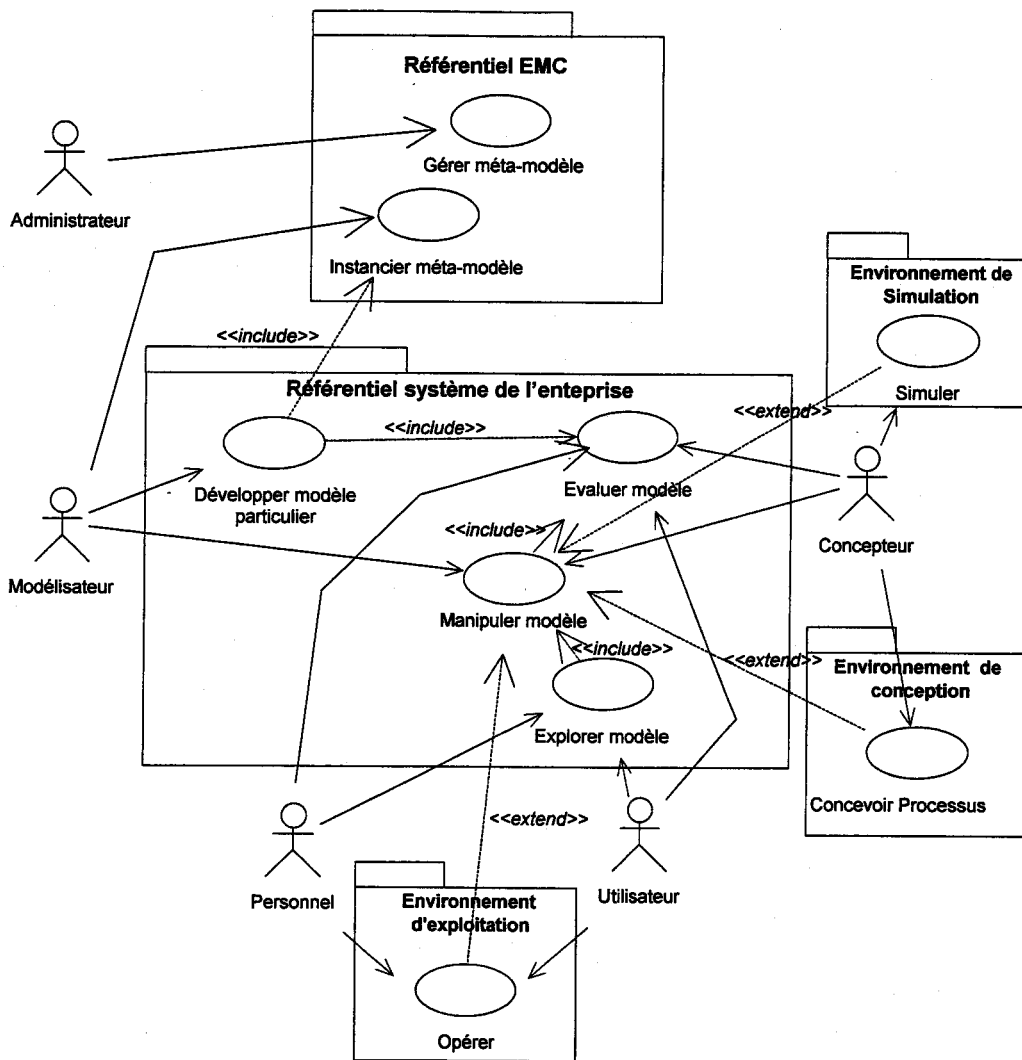 Référentiel EMC
Gérer méta-modèle
Administrateur
Instancier méta-modèle
Environnement de
Simulation
<<include>>
Référentiel système de l'enteprise
Simuler
<<extend>>
<<include>>
Développer modèle
particulier
Evaluer modèle
<<include>>
Concepteur
Modélisateur
Manipuler modèle
<<include>>
<<extend>>
Environnement de
conception
Explorer modèle
Concevoir Processus
<<extend>>
Personnel
Environnement
d'exploitation
Utilisateur
Opérer